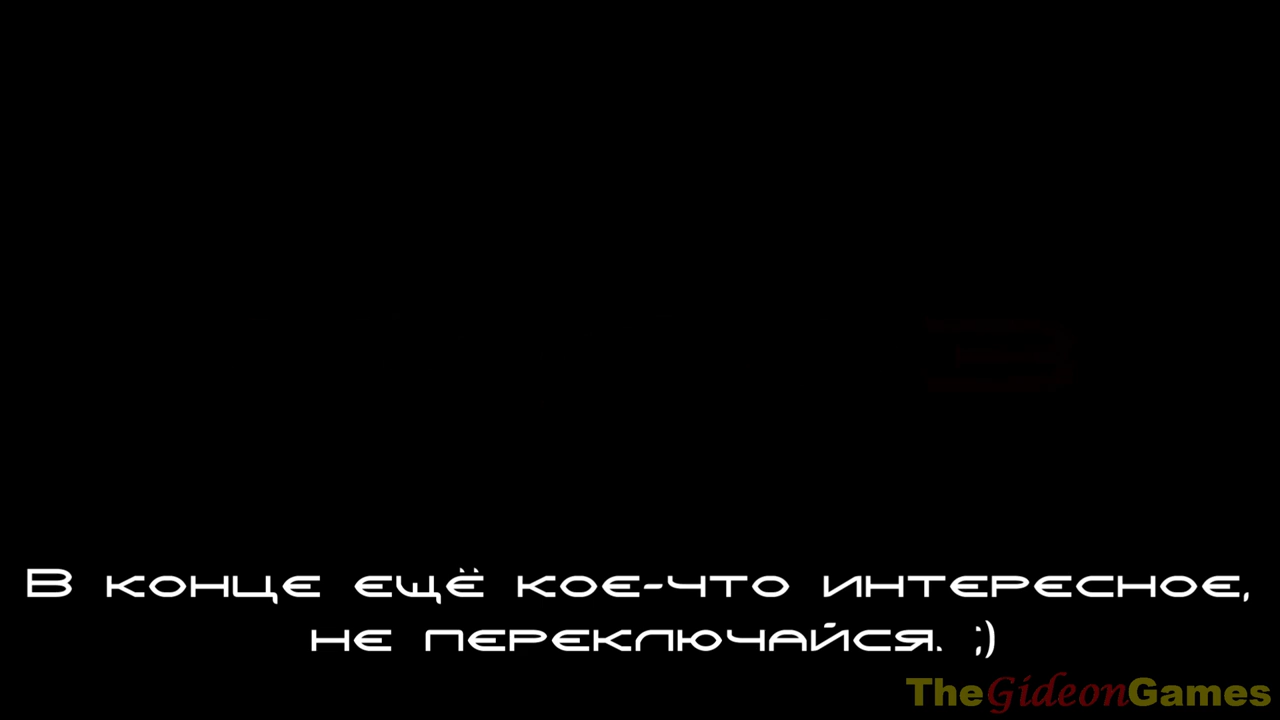 В конце ещё кое-что интересное,
не переключайся. ;)
TheGideonGames